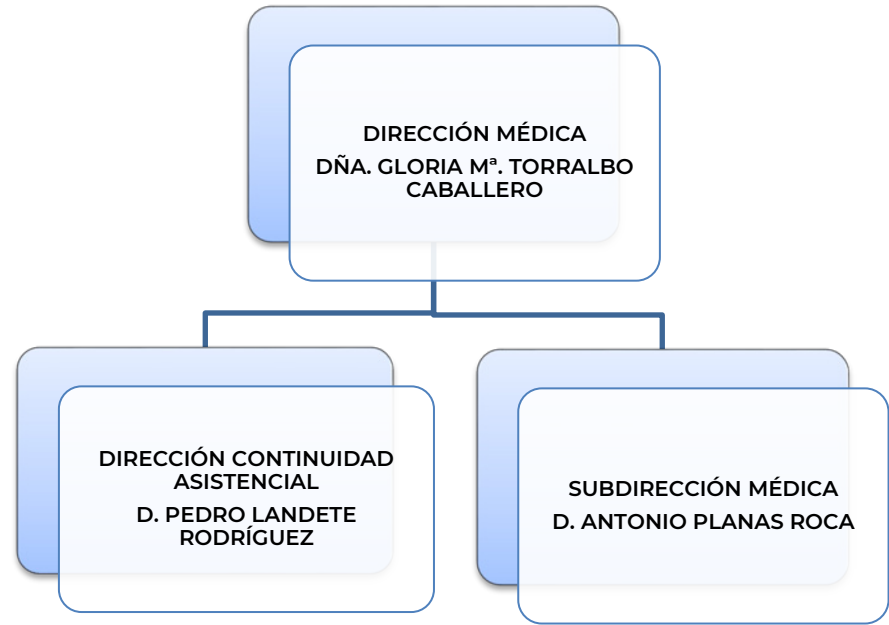 DIRECCIÓN MÉDICA
DÑA. GLORIA Mª. TORRALBO
CABALLERO
DIRECCIÓN CONTINUIDAD
ASISTENCIAL
D. PEDRO LANDETE
RODRÍGUEZ
SUBDIRECCIÓN MÉDICA
D. ANTONIO PLANAS ROCA